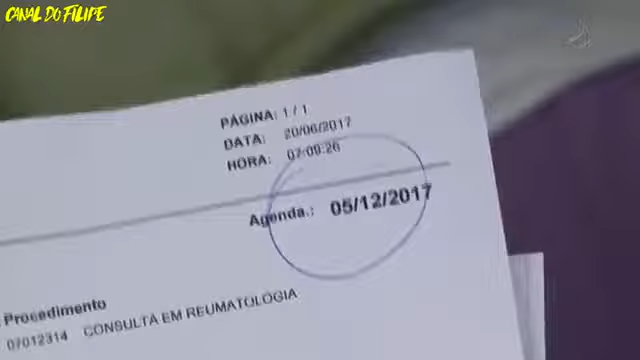 CANAL DO FILIPE
PÁGINA: 1 / 1
DATA: 20/06/2017
HORA: 07:09:26
Agenda.: 05/12/2017
Procedimento
07012314 CONSULTA EM REUMATOLOGIA